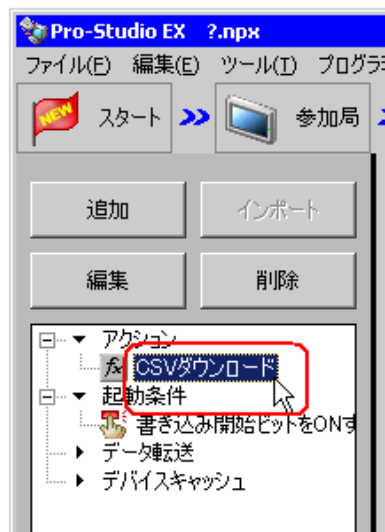 Pro-Studio EX ?.npx
ファイル(F) 編集(E) ツール(T) プログラ
NEW スタート 参加局
追加 インポート
編集 削除
アクション
fx CSVダウンロード
起動条件
書き込み開始ビットをONす
データ転送
デバイスキャッシュ